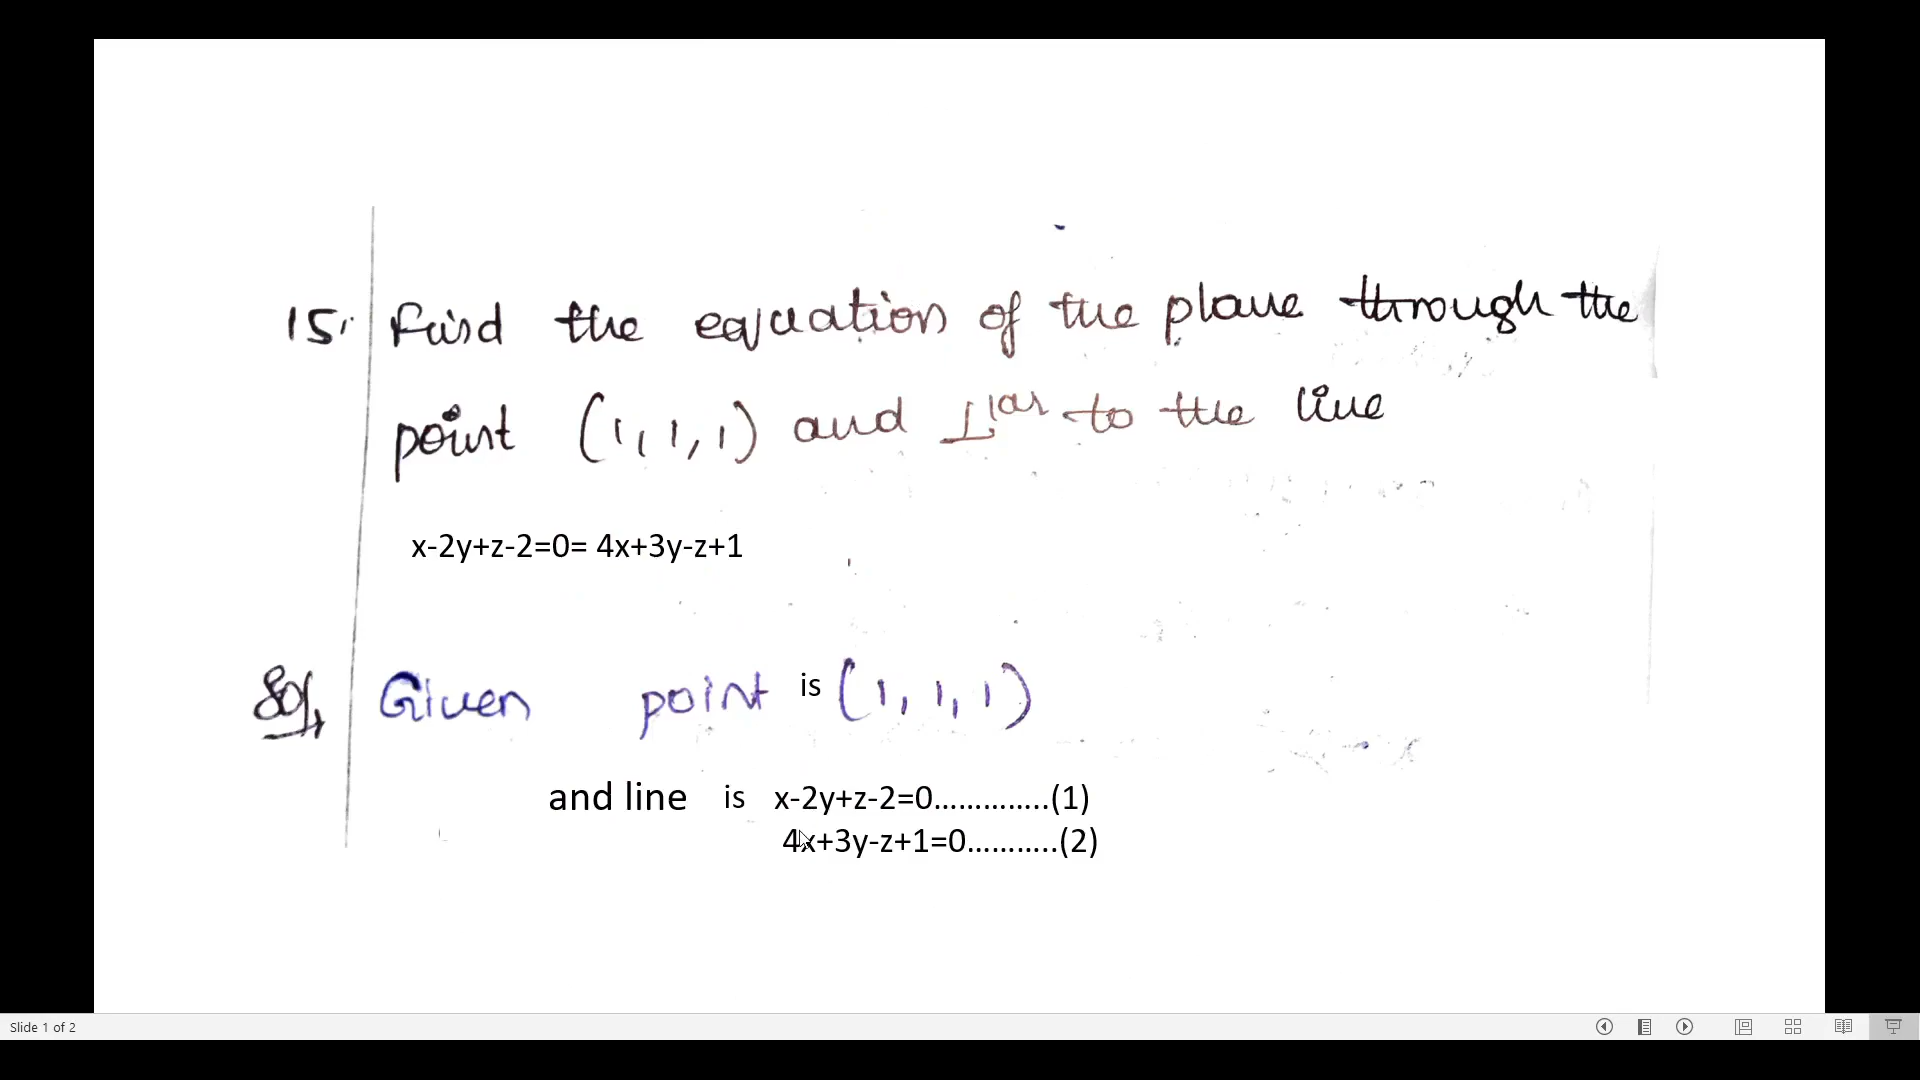 15. Find the equation of the plane through the
point (1, 1, 1) and ⊥lar to the line
x-2y+z-2=0= 4x+3y-z+1
Sol, Given point is (1, 1, 1)
and line is x-2y+z-2=0…………..(1)
4x+3y-z+1=0………..(2)
Slide 1 of 2